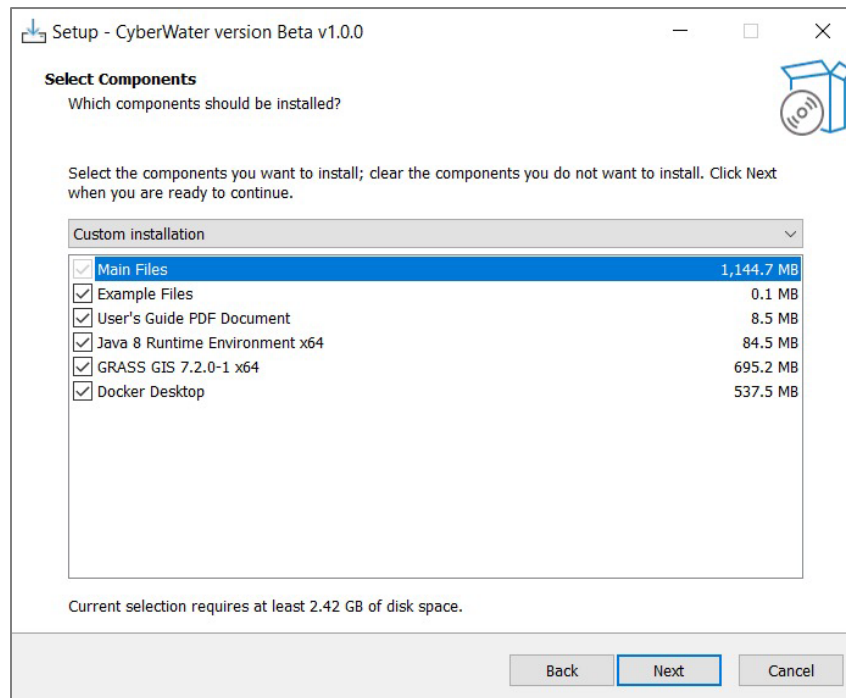 Setup - CyberWater version Beta v1.0.0
Select Components
Which components should be installed?
Select the components you want to install; clear the components you do not want to install. Click Next
when you are ready to continue.
Custom installation
Main Files 1,144.7 MB
Example Files 0.1 MB
User's Guide PDF Document 8.5 MB
Java 8 Runtime Environment x64 84.5 MB
GRASS GIS 7.2.0-1 x64 695.2 MB
Docker Desktop 537.5 MB
Current selection requires at least 2.42 GB of disk space.
Back Next Cancel